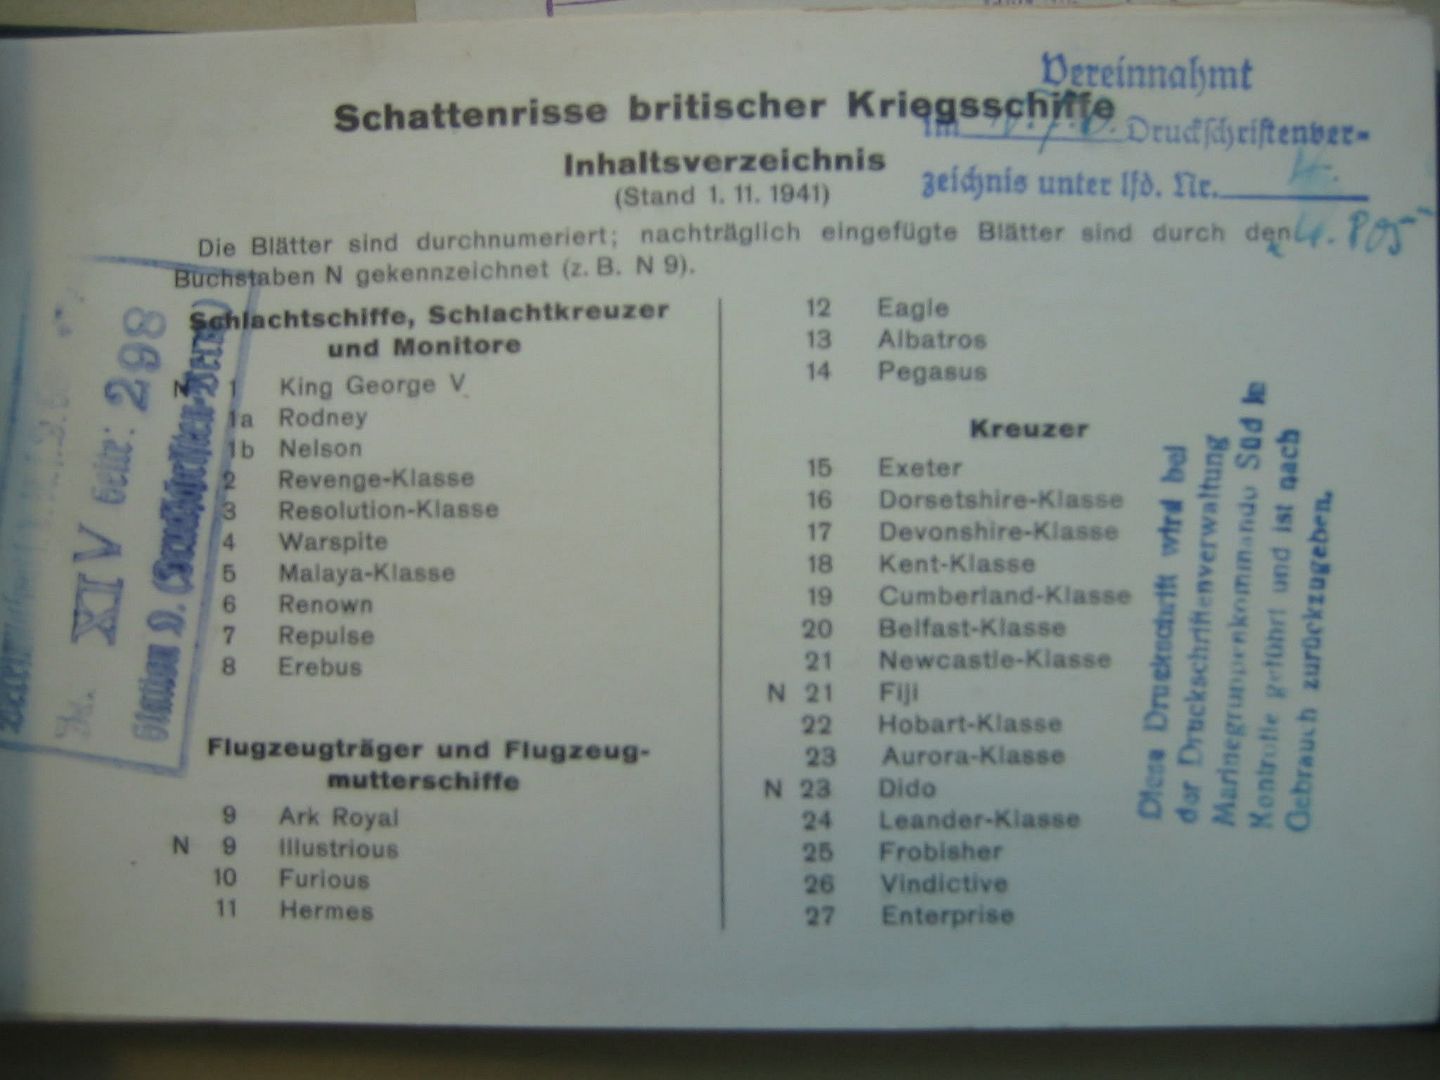 Vereinnahmt
Schattenrisse britischer Kriegsschiffe
im Druckschriftenver-
Inhaltsverzeichnis
zeichnis unter lfd. Nr. 4.
(Stand 1. 11. 1941)
Die Blätter sind durchnumeriert; nachträglich eingefügte Blätter sind durch den
Buchstaben N gekennzeichnet (z. B. N 9).
Schlachtschiffe, Schlachtkreuzer
und Monitore
N 1 King George V
1a Rodney
1b Nelson
2 Revenge-Klasse
3 Resolution-Klasse
4 Warspite
5 Malaya-Klasse
6 Renown
7 Repulse
8 Erebus
Flugzeugträger und Flugzeug-
mutterschiffe
9 Ark Royal
N 9 Illustrious
10 Furious
11 Hermes
12 Eagle
13 Albatros
14 Pegasus
Kreuzer
15 Exeter
16 Dorsetshire-Klasse
17 Devonshire-Klasse
18 Kent-Klasse
19 Cumberland-Klasse
20 Belfast-Klasse
21 Newcastle-Klasse
N 21 Fiji
22 Hobart-Klasse
23 Aurora-Klasse
N 23 Dido
24 Leander-Klasse
25 Frobisher
26 Vindictive
27 Enterprise
XIV Seite: 298
Station O.
Diese Druckschrift wird bei
der Druckschriftenverwaltung
Marinegruppenkommando Süd in
Kontrolle geführt und ist nach
Gebrauch zurückzugeben.